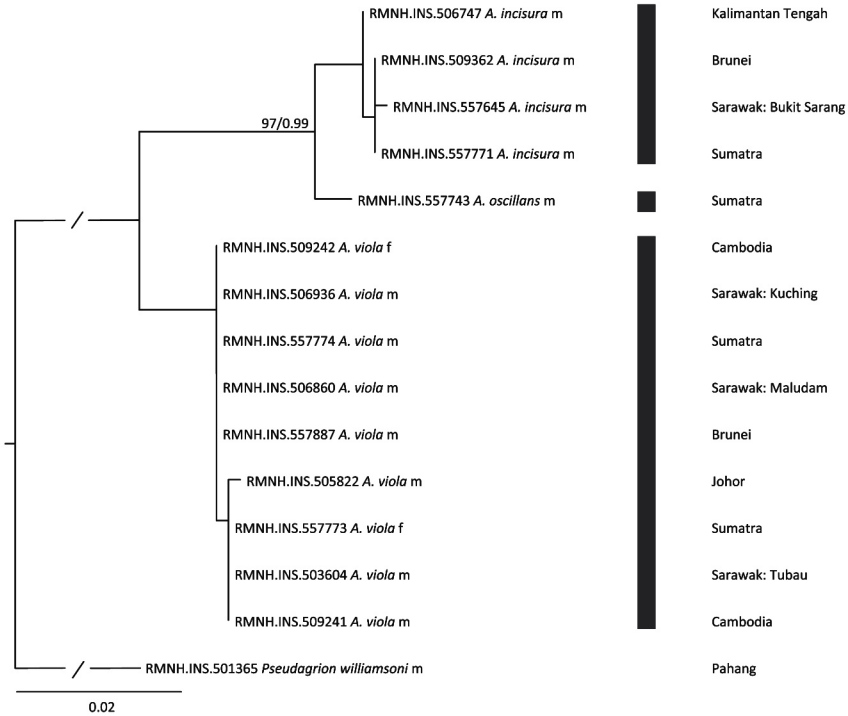 RMNH.INS.506747 A. incisura m Kalimantan Tengah
RMNH.INS.509362 A. incisura m Brunei
RMNH.INS.557645 A. incisura m Sarawak: Bukit Sarang
97/0.99
RMNH.INS.557771 A. incisura m Sumatra
RMNH.INS.557743 A. oscillans m Sumatra
RMNH.INS.509242 A. viola f Cambodia
RMNH.INS.506936 A. viola m Sarawak: Kuching
RMNH.INS.557774 A. viola m Sumatra
RMNH.INS.506860 A. viola m Sarawak: Maludam
RMNH.INS.557887 A. viola m Brunei
RMNH.INS.505822 A. viola m Johor
RMNH.INS.557773 A. viola f Sumatra
RMNH.INS.503604 A. viola m Sarawak: Tubau
RMNH.INS.509241 A. viola m Cambodia
RMNH.INS.501365 Pseudagrion williamsoni m Pahang
0.02